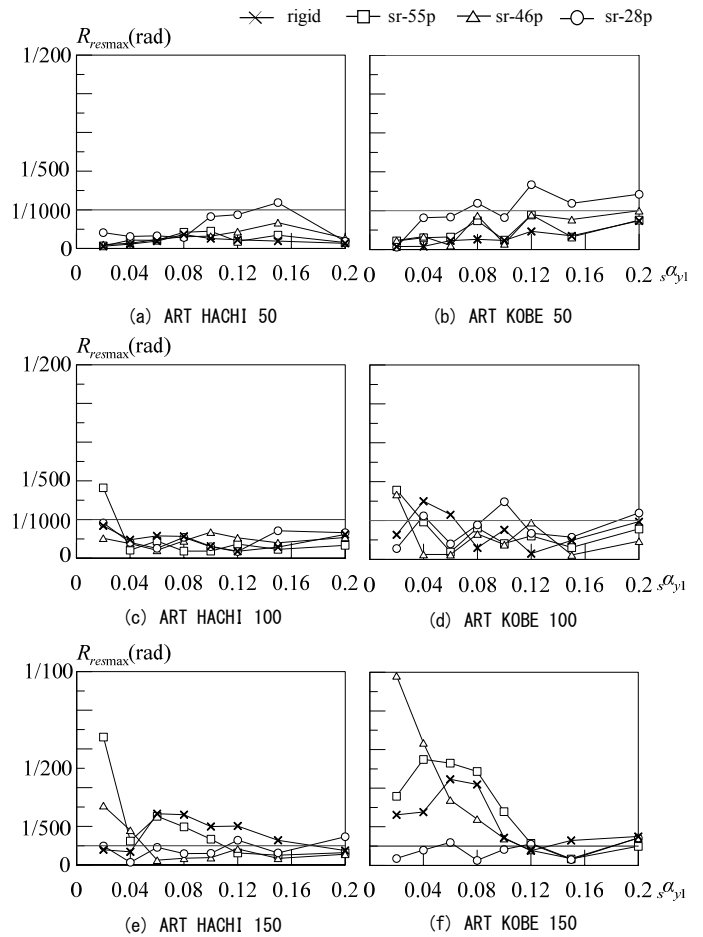 rigid sr-55p sr-46p sr-28p
R_resmax(rad)
1/200
1/500
1/1000
0
0 0.04 0.08 0.12 0.16 0.2 0 0.04 0.08 0.12 0.16 0.2 sαy1
(a) ART HACHI 50 (b) ART KOBE 50
R_resmax(rad)
1/200
1/500
1/1000
0
0 0.04 0.08 0.12 0.16 0.2 0 0.04 0.08 0.12 0.16 0.2 sαy1
(c) ART HACHI 100 (d) ART KOBE 100
R_resmax(rad)
1/100
1/200
1/500
0
0 0.04 0.08 0.12 0.16 0.2 0 0.04 0.08 0.12 0.16 0.2 sαy1
(e) ART HACHI 150 (f) ART KOBE 150